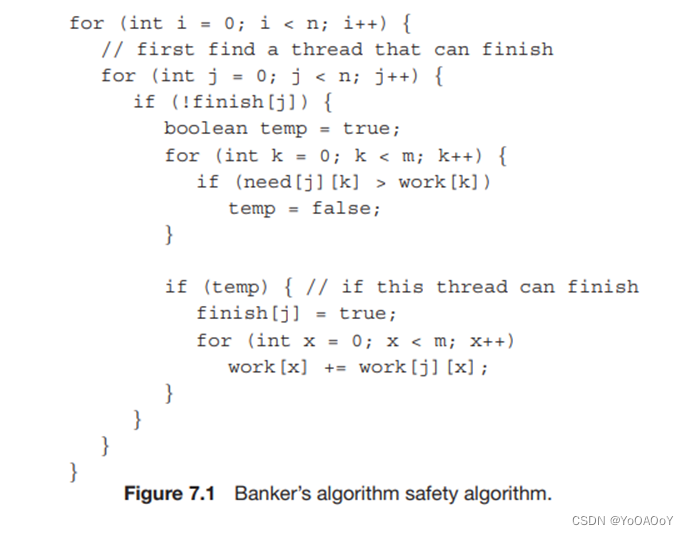 for (int i = 0; i < n; i++) {
// first find a thread that can finish
for (int j = 0; j < n; j++) {
if (!finish[j]) {
boolean temp = true;
for (int k = 0; k < m; k++) {
if (need[j][k] > work[k])
temp = false;
}
if (temp) { // if this thread can finish
finish[j] = true;
for (int x = 0; x < m; x++)
work[x] += work[j][x];
}
}
}
}
Figure 7.1 Banker's algorithm safety algorithm.
CSDN @YoOAOoY